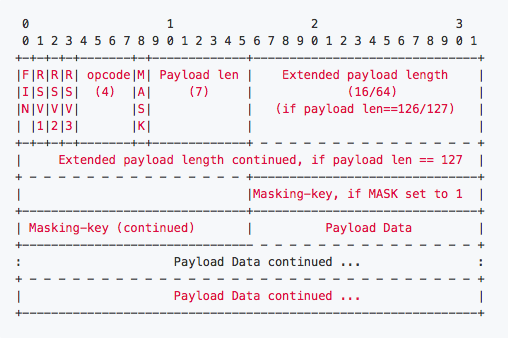 0                   1                   2                   3
 0 1 2 3 4 5 6 7 8 9 0 1 2 3 4 5 6 7 8 9 0 1 2 3 4 5 6 7 8 9 0 1
+-+-+-+-+-------+-+-------------+-------------------------------+
|F|R|R|R| opcode|M| Payload len |    Extended payload length    |
|I|S|S|S|  (4)  |A|     (7)     |             (16/64)           |
|N|V|V|V|       |S|             |   (if payload len==126/127)   |
| |1|2|3|       |K|             |                               |
+-+-+-+-+-------+-+-------------+ - - - - - - - - - - - - - - - +
|     Extended payload length continued, if payload len == 127  |
+ - - - - - - - - - - - - - - - +-------------------------------+
|                               |Masking-key, if MASK set to 1  |
+-------------------------------+-------------------------------+
| Masking-key (continued)       |          Payload Data         |
+-------------------------------- - - - - - - - - - - - - - - - +
:                     Payload Data continued ...                :
+ - - - - - - - - - - - - - - - - - - - - - - - - - - - - - - - +
|                     Payload Data continued ...                |
+---------------------------------------------------------------+